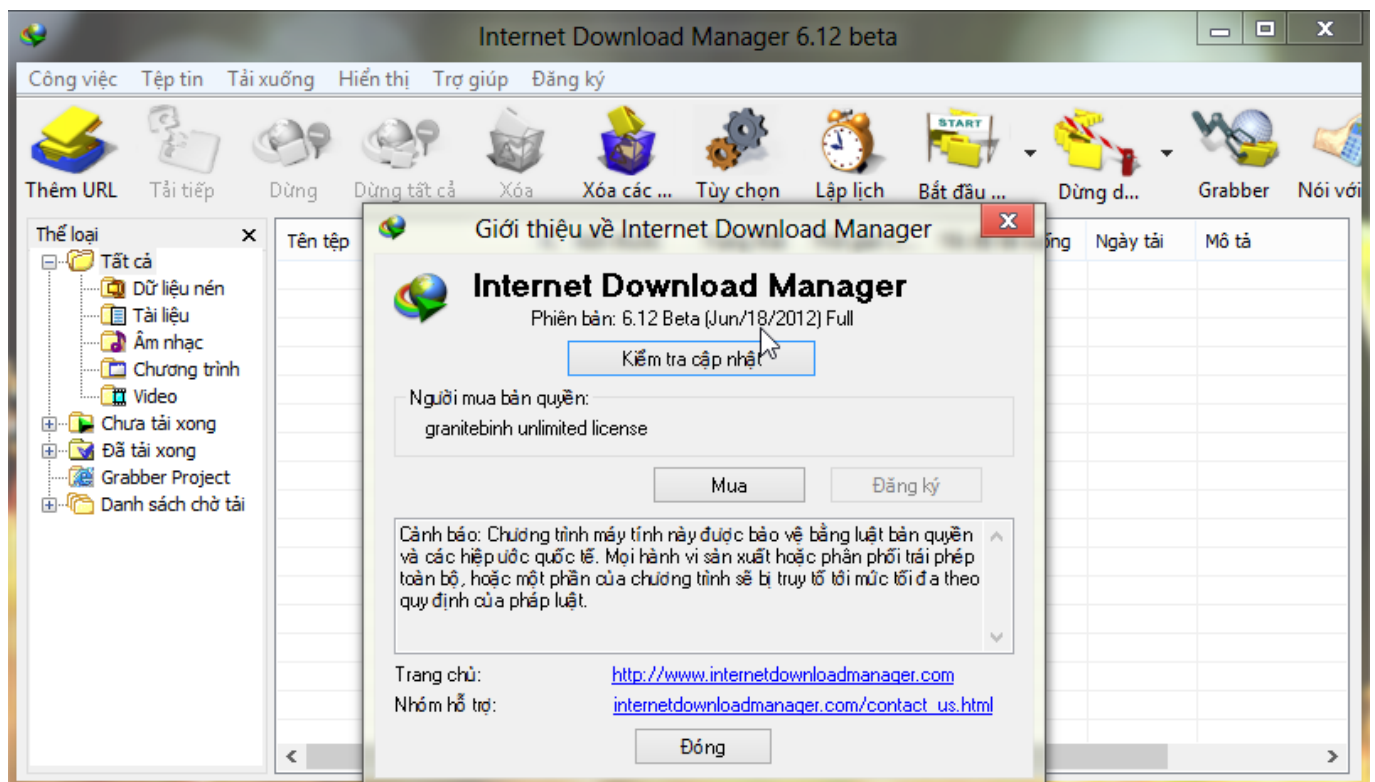 Internet Download Manager 6.12 beta
Công việc Tệp tin Tải xuống Hiển thị Trợ giúp Đăng ký
START
Thêm URL Tải tiếp Dừng Dừng tất cả Xóa Xóa các ... Tùy chọn Lập lịch Bắt đầu ... Dừng d... Grabber Nói với
Thể loại
Tất cả
Dữ liệu nén
Tài liệu
Âm nhạc
Chương trình
Video
Chưa tải xong
Đã tải xong
Grabber Project
Danh sách chờ tải
Tên tệp Ngày tải Mô tả
Giới thiệu về Internet Download Manager
Internet Download Manager
Phiên bản: 6.12 Beta (Jun/18/2012) Full
Kiểm tra cập nhật
Người mua bản quyền:
granitebinh unlimited license
Mua Đăng ký
Cảnh báo: Chương trình máy tính này được bảo vệ bằng luật bản quyền
và các hiệp ước quốc tế. Mọi hành vi sản xuất hoặc phân phối trái phép
toàn bộ, hoặc một phần của chương trình sẽ bị truy tố tới mức tối đa theo
quy định của pháp luật.
Trang chủ: http://www.internetdownloadmanager.com
Nhóm hỗ trợ: internetdownloadmanager.com/contact_us.html
Đóng